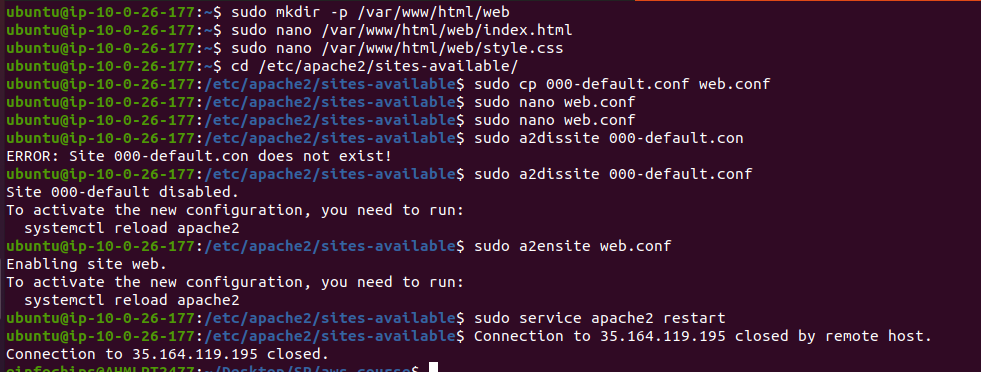 ubuntu@ip-10-0-26-177:~$ sudo mkdir -p /var/www/html/web
ubuntu@ip-10-0-26-177:~$ sudo nano /var/www/html/web/index.html
ubuntu@ip-10-0-26-177:~$ sudo nano /var/www/html/web/style.css
ubuntu@ip-10-0-26-177:~$ cd /etc/apache2/sites-available/
ubuntu@ip-10-0-26-177:/etc/apache2/sites-available$ sudo cp 000-default.conf web.conf
ubuntu@ip-10-0-26-177:/etc/apache2/sites-available$ sudo nano web.conf
ubuntu@ip-10-0-26-177:/etc/apache2/sites-available$ sudo nano web.conf
ubuntu@ip-10-0-26-177:/etc/apache2/sites-available$ sudo a2dissite 000-default.con
ERROR: Site 000-default.con does not exist!
ubuntu@ip-10-0-26-177:/etc/apache2/sites-available$ sudo a2dissite 000-default.conf
Site 000-default disabled.
To activate the new configuration, you need to run:
  systemctl reload apache2
ubuntu@ip-10-0-26-177:/etc/apache2/sites-available$ sudo a2ensite web.conf
Enabling site web.
To activate the new configuration, you need to run:
  systemctl reload apache2
ubuntu@ip-10-0-26-177:/etc/apache2/sites-available$ sudo service apache2 restart
ubuntu@ip-10-0-26-177:/etc/apache2/sites-available$ Connection to 35.164.119.195 closed by remote host.
Connection to 35.164.119.195 closed.